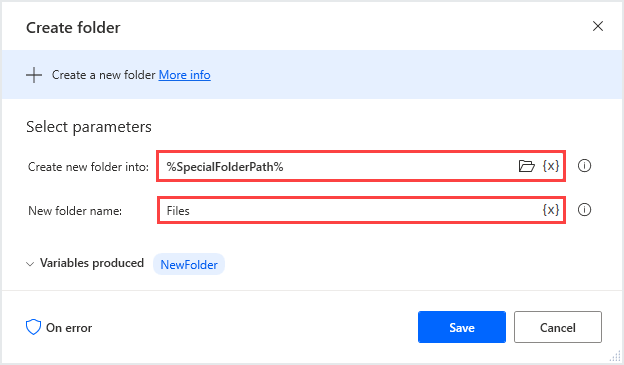 Create folder
Create a new folder More info
Select parameters
Create new folder into: %SpecialFolderPath% {x}
New folder name: Files {x}
Variables produced NewFolder
On error Save Cancel